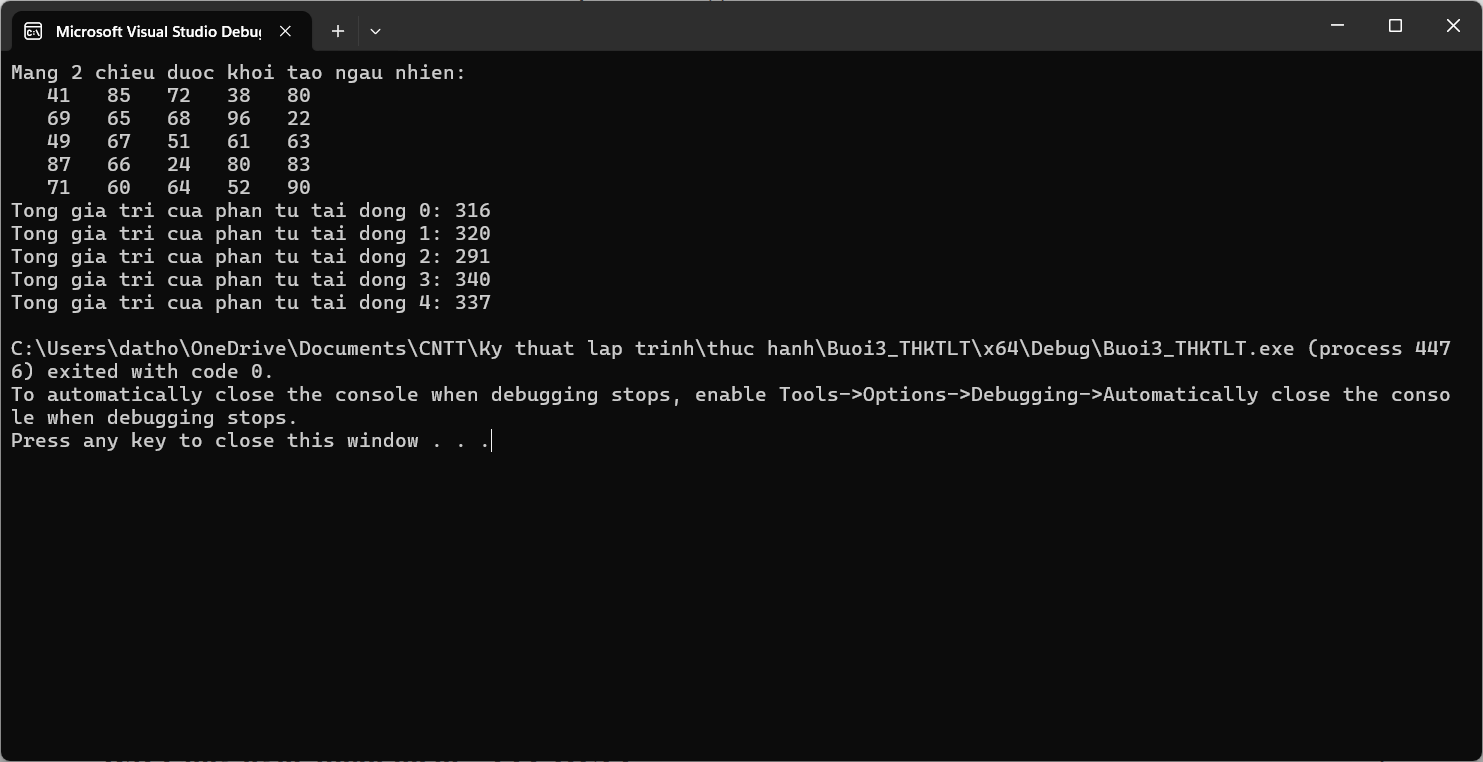 Microsoft Visual Studio Debu
Mang 2 chieu duoc khoi tao ngau nhien:
41 85 72 38 80
69 65 68 96 22
49 67 51 61 63
87 66 24 80 83
71 60 64 52 90
Tong gia tri cua phan tu tai dong 0: 316
Tong gia tri cua phan tu tai dong 1: 320
Tong gia tri cua phan tu tai dong 2: 291
Tong gia tri cua phan tu tai dong 3: 340
Tong gia tri cua phan tu tai dong 4: 337
C:\Users\datho\OneDrive\Documents\CNTT\Ky thuat lap trinh\thuc hanh\Buoi3_THKTLT\x64\Debug\Buoi3_THKTLT.exe (process 447
6) exited with code 0.
To automatically close the console when debugging stops, enable Tools->Options->Debugging->Automatically close the conso
le when debugging stops.
Press any key to close this window . . .